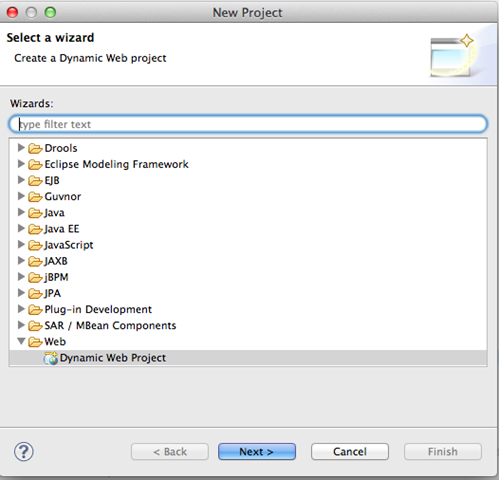 New Project
Select a wizard
Create a Dynamic Web project
Wizards:
type filter text
Drools
Eclipse Modeling Framework
EJB
Guvnor
Java
Java EE
JavaScript
JAXB
jBPM
JPA
Plug-in Development
SAR / MBean Components
Web
Dynamic Web Project
? < Back Next > Cancel Finish